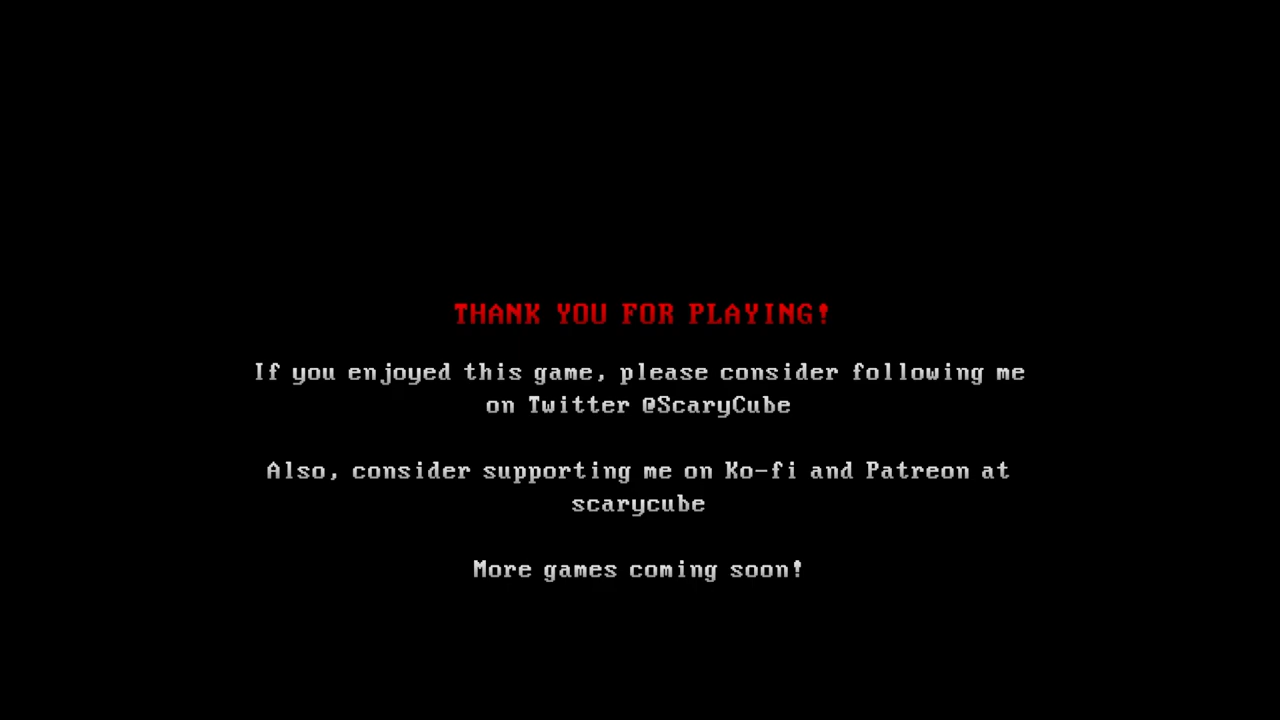 THANK YOU FOR PLAYING!
If you enjoyed this game, please consider following me
on Twitter @ScaryCube
Also, consider supporting me on Ko-fi and Patreon at
scarycube
More games coming soon!